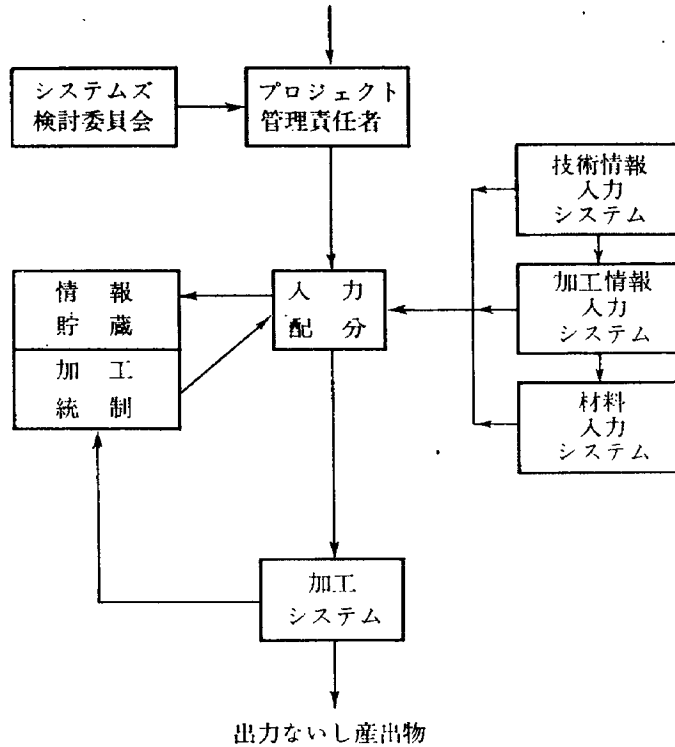 システムズ
検討委員会
プロジェクト
管理責任者
技術情報
入力
システム
加工情報
入力
システム
材料
入力
システム
情報
貯蔵
加工
統制
入力
配分
加工
システム
出力ないし産出物